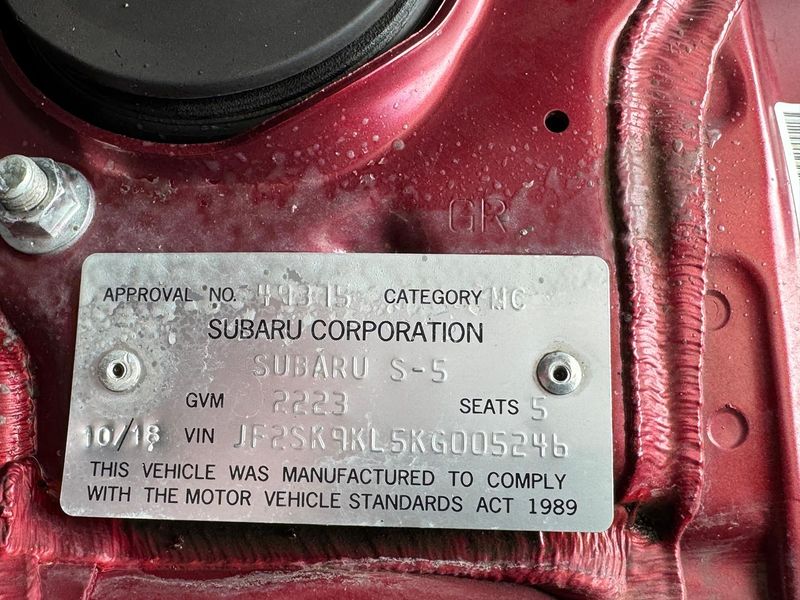 GR
APPROVAL NO. 49375 CATEGORY MC
SUBARU CORPORATION
SUBARU S-5
GVM 2223 SEATS 5
10/18 VIN JF2SK9KL5KG005246
THIS VEHICLE WAS MANUFACTURED TO COMPLY
WITH THE MOTOR VEHICLE STANDARDS ACT 1989